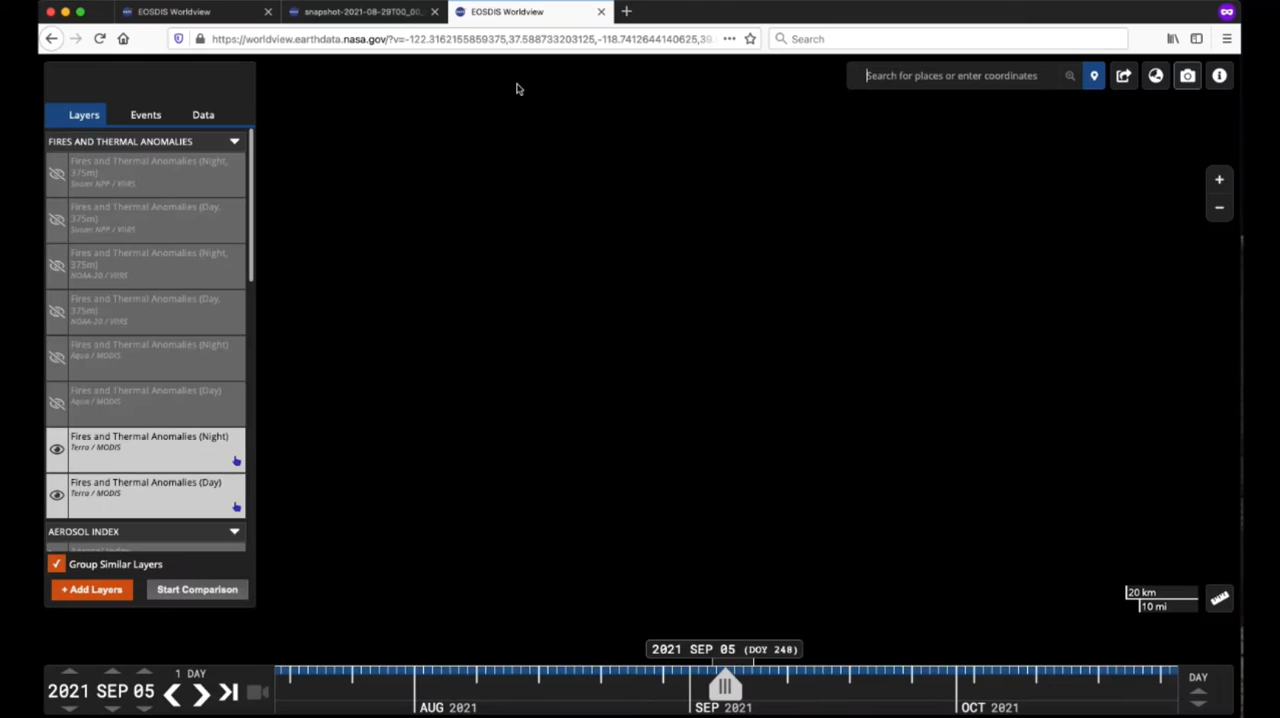 EOSDIS Worldview
snapshot-2021-08-29T00_00_
EOSDIS Worldview
https://worldview.earthdata.nasa.gov/?v=-122.3162155859375,37.588733203125,-118.7412644140625,39.
Search
Search for places or enter coordinates
Layers
Events
Data
FIRES AND THERMAL ANOMALIES
Fires and Thermal Anomalies (Night,
375m)
Suomi NPP / VIIRS
Fires and Thermal Anomalies (Day,
375m)
Suomi NPP / VIIRS
Fires and Thermal Anomalies (Night,
375m)
NOAA-20 / VIIRS
Fires and Thermal Anomalies (Day,
375m)
NOAA-20 / VIIRS
Fires and Thermal Anomalies (Night)
Aqua / MODIS
Fires and Thermal Anomalies (Day)
Aqua / MODIS
Fires and Thermal Anomalies (Night)
Terra / MODIS
Fires and Thermal Anomalies (Day)
Terra / MODIS
AEROSOL INDEX
Aerosol Index
Group Similar Layers
+ Add Layers
Start Comparison
20 km
10 mi
2021 SEP 05 (DOY 248)
1 DAY
2021 SEP 05
AUG 2021
SEP 2021
OCT 2021
DAY